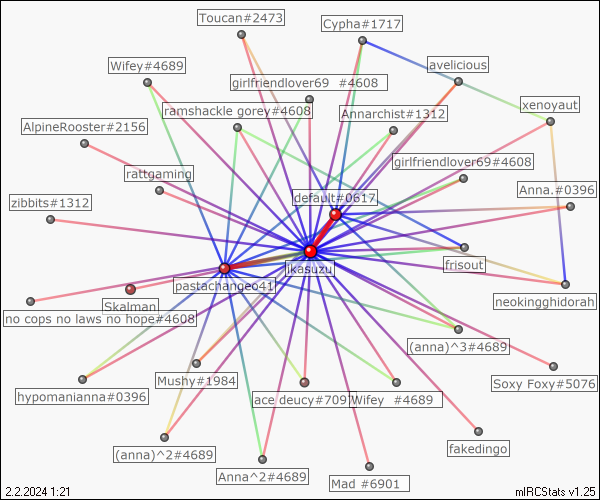 Toucan#2473
Cypha#1717
Wifey#4689
avelicious
girlfriendlover69 #4608
xenoyaut
ramshackle gorey#4608
Annarchist#1312
AlpineRooster#2156
girlfriendlover69#4608
rattgaming
Anna.#0396
default#0617
zibbits#1312
frisout
ikasuzu
pastachangeo41
neokingghidorah
Skalman
no cops no laws no hope#4608
(anna)^3#4689
Mushy#1984
Soxy Foxy#5076
hypomanianna#0396
ace deucy#7097
Wifey #4689
(anna)^2#4689
fakedingo
Anna^2#4689
Mad #6901
2.2.2024 1:21
mIRCStats v1.25